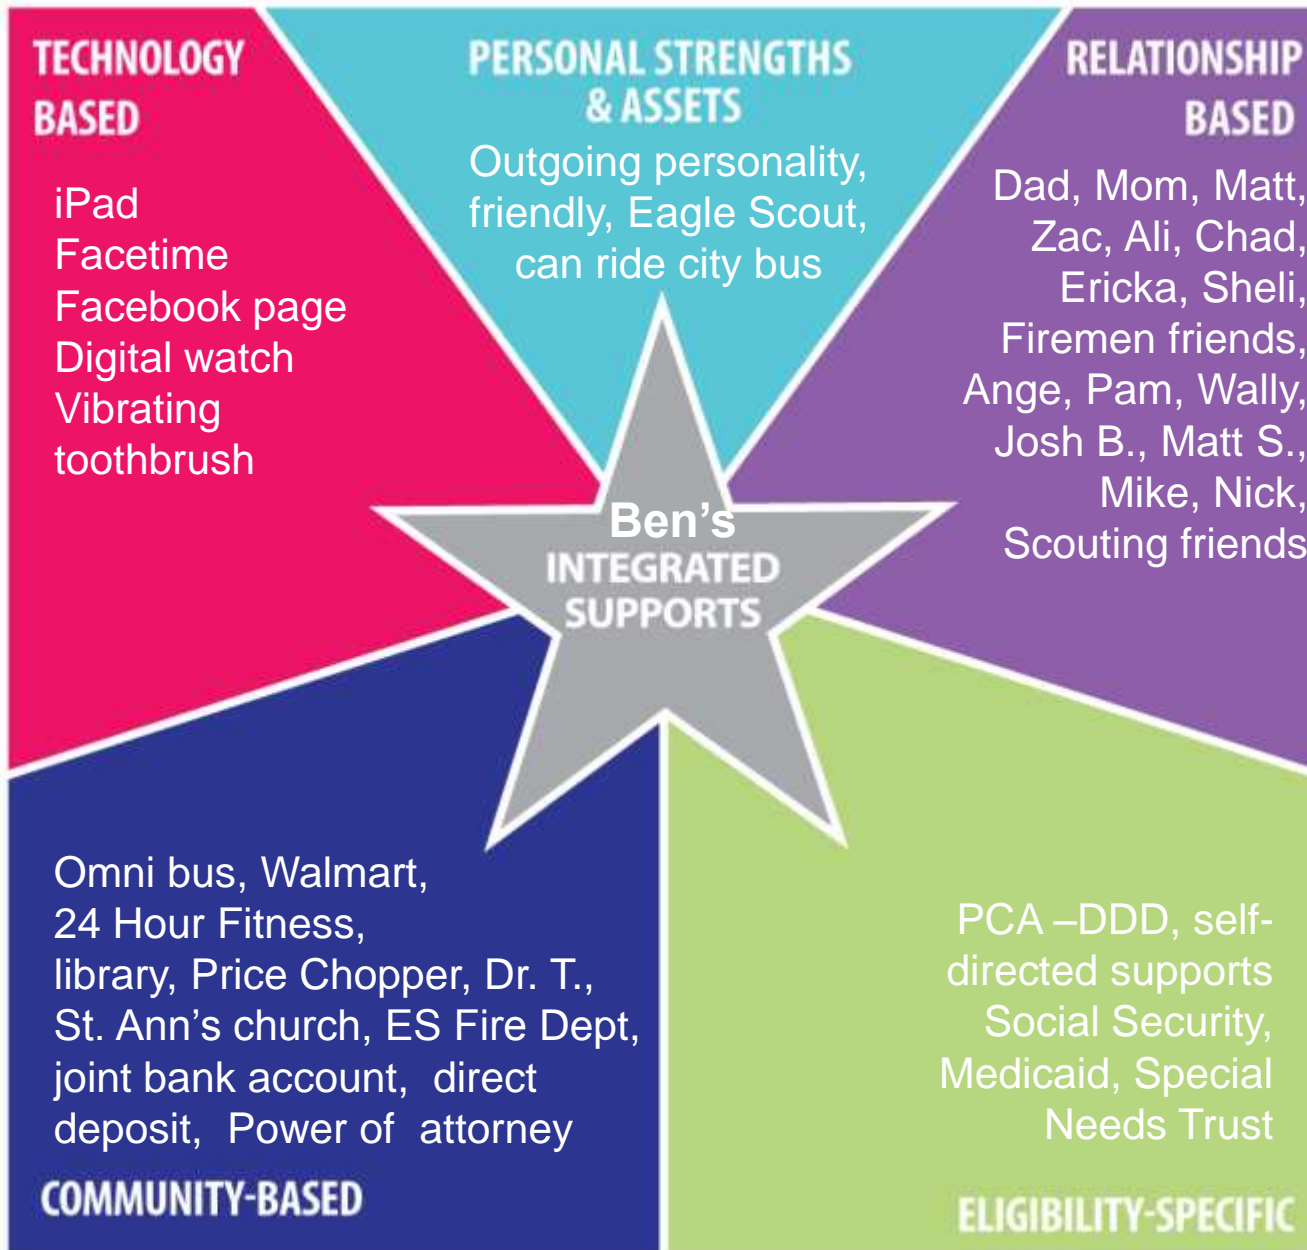 TECHNOLOGY
BASED
iPad
Facetime
Facebook page
Digital watch
Vibrating
toothbrush
PERSONAL STRENGTHS
& ASSETS
Outgoing personality,
friendly, Eagle Scout,
can ride city bus
RELATIONSHIP
BASED
Dad, Mom, Matt,
Zac, Ali, Chad,
Ericka, Sheli,
Firemen friends,
Ange, Pam, Wally,
Josh B., Matt S.,
Mike, Nick,
Scouting friends
Ben’s
INTEGRATED
SUPPORTS
Omni bus, Walmart,
24 Hour Fitness,
library, Price Chopper, Dr. T.,
St. Ann’s church, ES Fire Dept,
joint bank account, direct
deposit, Power of attorney
COMMUNITY-BASED
PCA –DDD, self-
directed supports
Social Security,
Medicaid, Special
Needs Trust
ELIGIBILITY-SPECIFIC